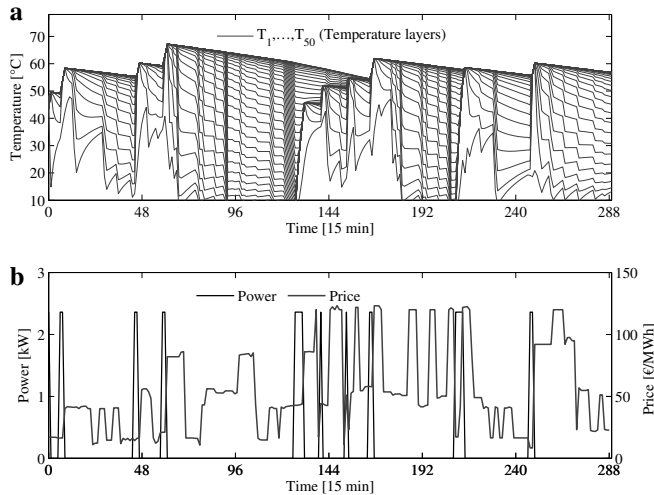 a
T1,…,T50 (Temperature layers)
Temperature [°C]
70
60
50
40
30
20
10
0 48 96 144 192 240 288
Time [15 min]
b
Power Price
Power [kW]
3
2
1
0
150
100
50
0
Price [€/MWh]
0 48 96 144 192 240 288
Time [15 min]